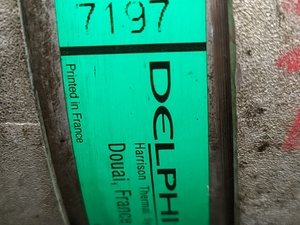 7197
Printed in France
DELPHI
Harrison Thermal
Douai, France